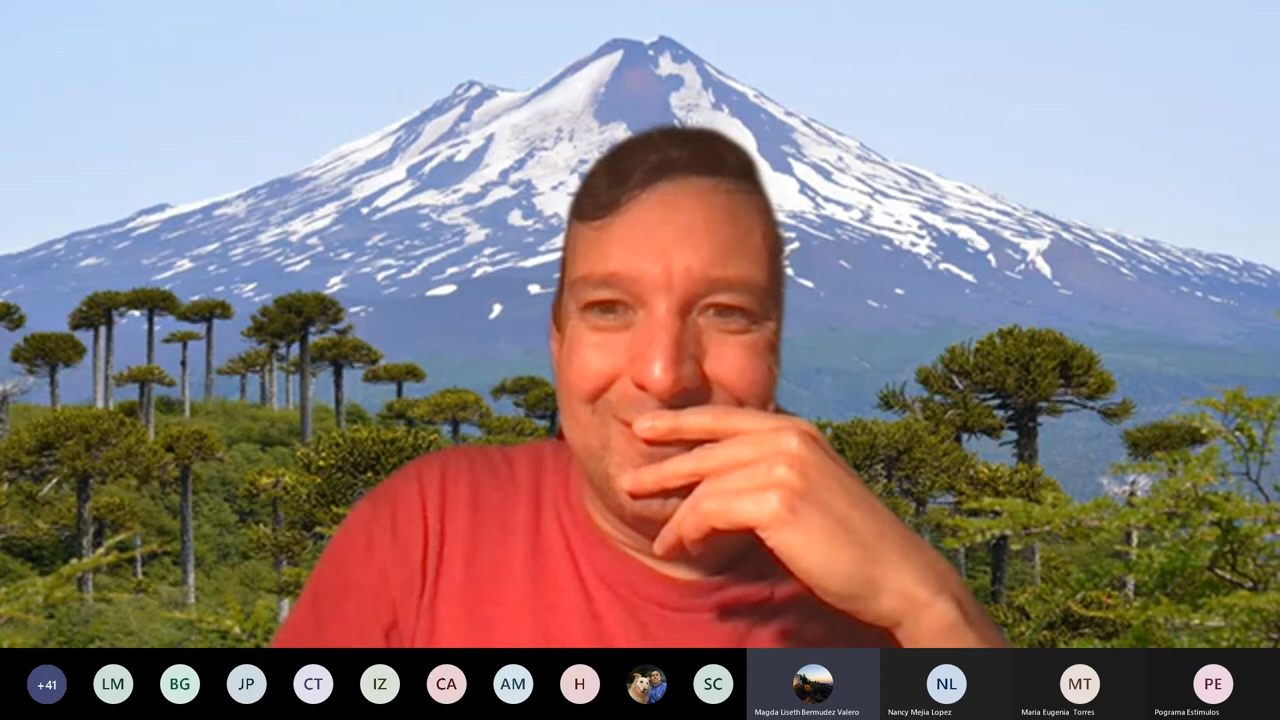 +41
LM
BG
JP
CT
IZ
CA
AM
H
SC
Magda Liseth Bermudez Valero
NL
Nancy Mejia Lopez
MT
Maria Eugenia Torres
PE
Pograma Estimulos